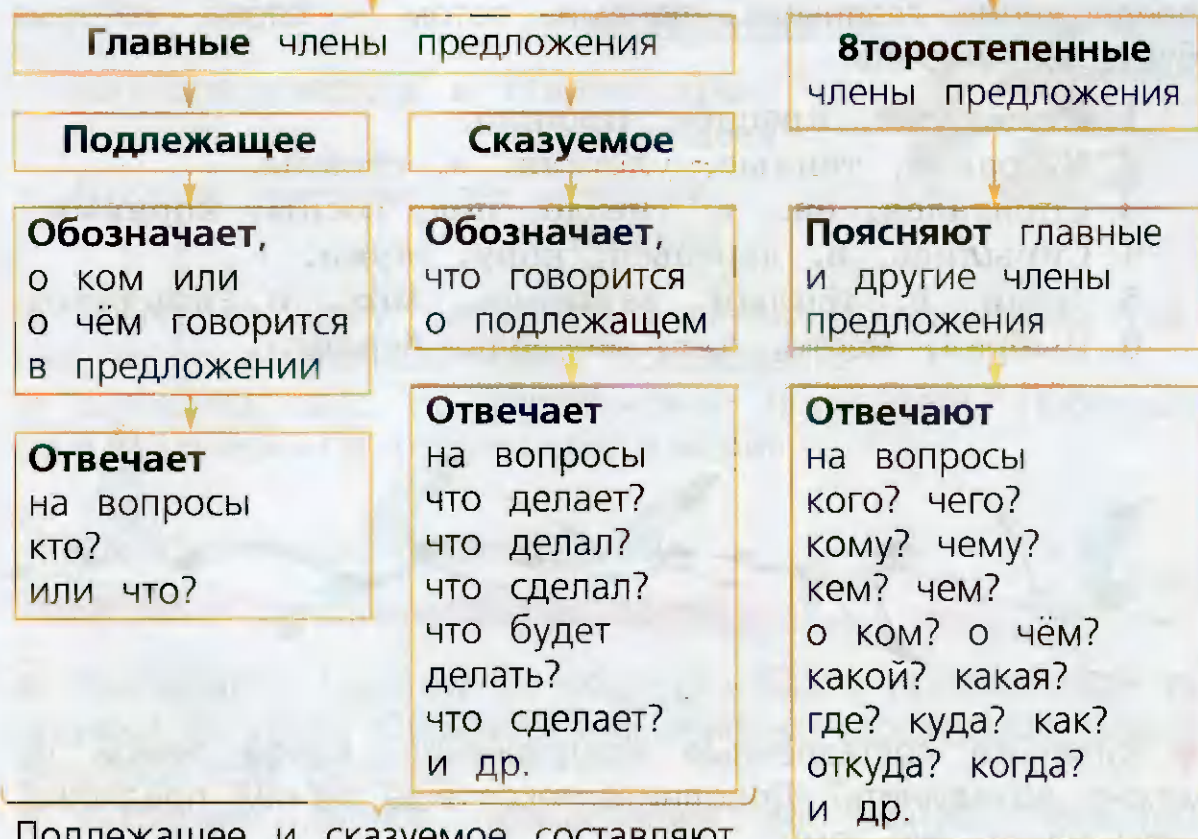 Главные члены предложения
Подлежащее
Обозначает,
о ком или
о чём говорится
в предложении
Отвечает
на вопросы
кто?
или что?
Сказуемое
Обозначает,
что говорится
о подлежащем
Отвечает
на вопросы
что делает?
что делал?
что сделал?
что будет
делать?
что сделает?
и др.
Подлежащее и сказуемое составляют
8торостепенные
члены предложения
Поясняют главные
и другие члены
предложения
Отвечают
на вопросы
кого? чего?
кому? чему?
кем? чем?
о ком? о чём?
какой? какая?
где? куда? как?
откуда? когда?
и др.